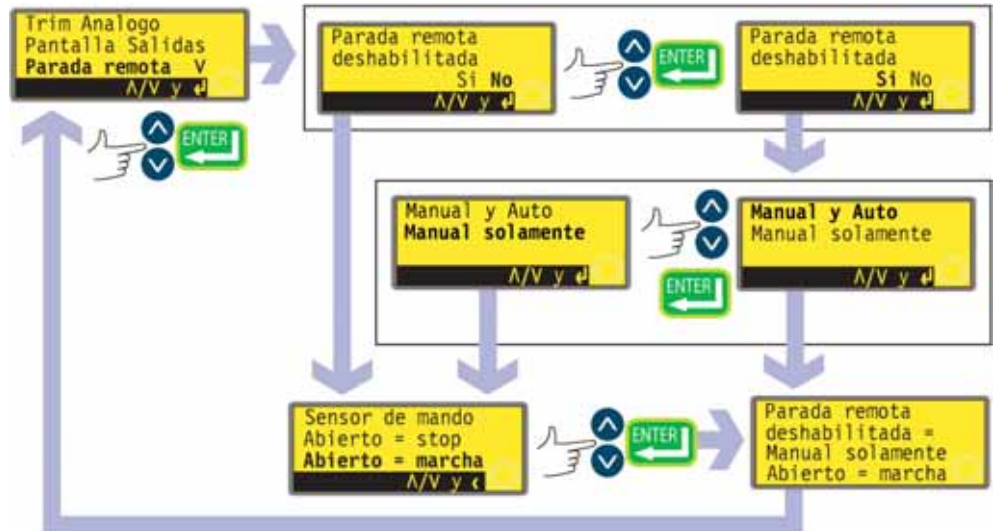 Trim Analogo
Pantalla Salidas
Parada remota V
Λ/V y ↲
ENTER
Parada remota
deshabilitada
Si No
Λ/V y ↲
ENTER
Parada remota
deshabilitada
Si No
Λ/V y ↲
Manual y Auto
Manual solamente
Λ/V y ↲
ENTER
Manual y Auto
Manual solamente
Λ/V y ↲
Sensor de mando
Abierto = stop
Abierto = marcha
Λ/V y
ENTER
Parada remota
deshabilitada =
Manual solamente
Abierto = marcha